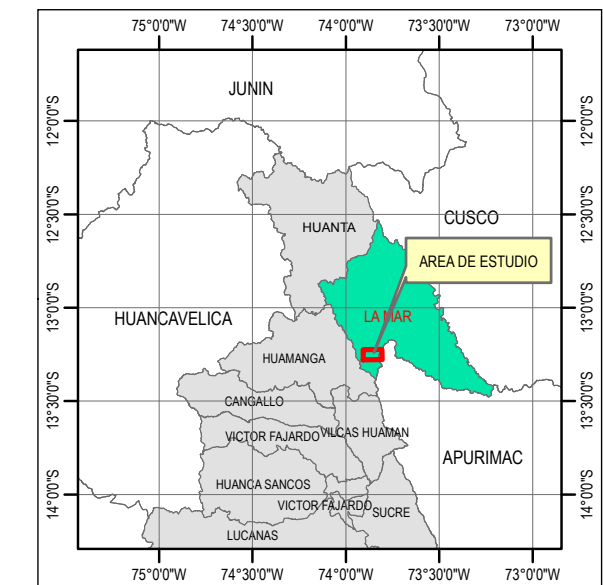 75°0'0"W 74°30'0"W 74°0'0"W 73°30'0"W 73°0'0"W
JUNIN
12°0'0"S 12°0'0"S
12°30'0"S 12°30'0"S
CUSCO
HUANTA
AREA DE ESTUDIO
13°0'0"S 13°0'0"S
HUANCAVELICA
LA MAR
HUAMANGA
13°30'0"S 13°30'0"S
CANGALLO
VICTOR FAJARDO
VILCAS HUAMAN
APURIMAC
HUANCA SANCOS
14°0'0"S 14°0'0"S
VICTOR FAJARDO
SUCRE
LUCANAS
75°0'0"W 74°30'0"W 74°0'0"W 73°30'0"W 73°0'0"W